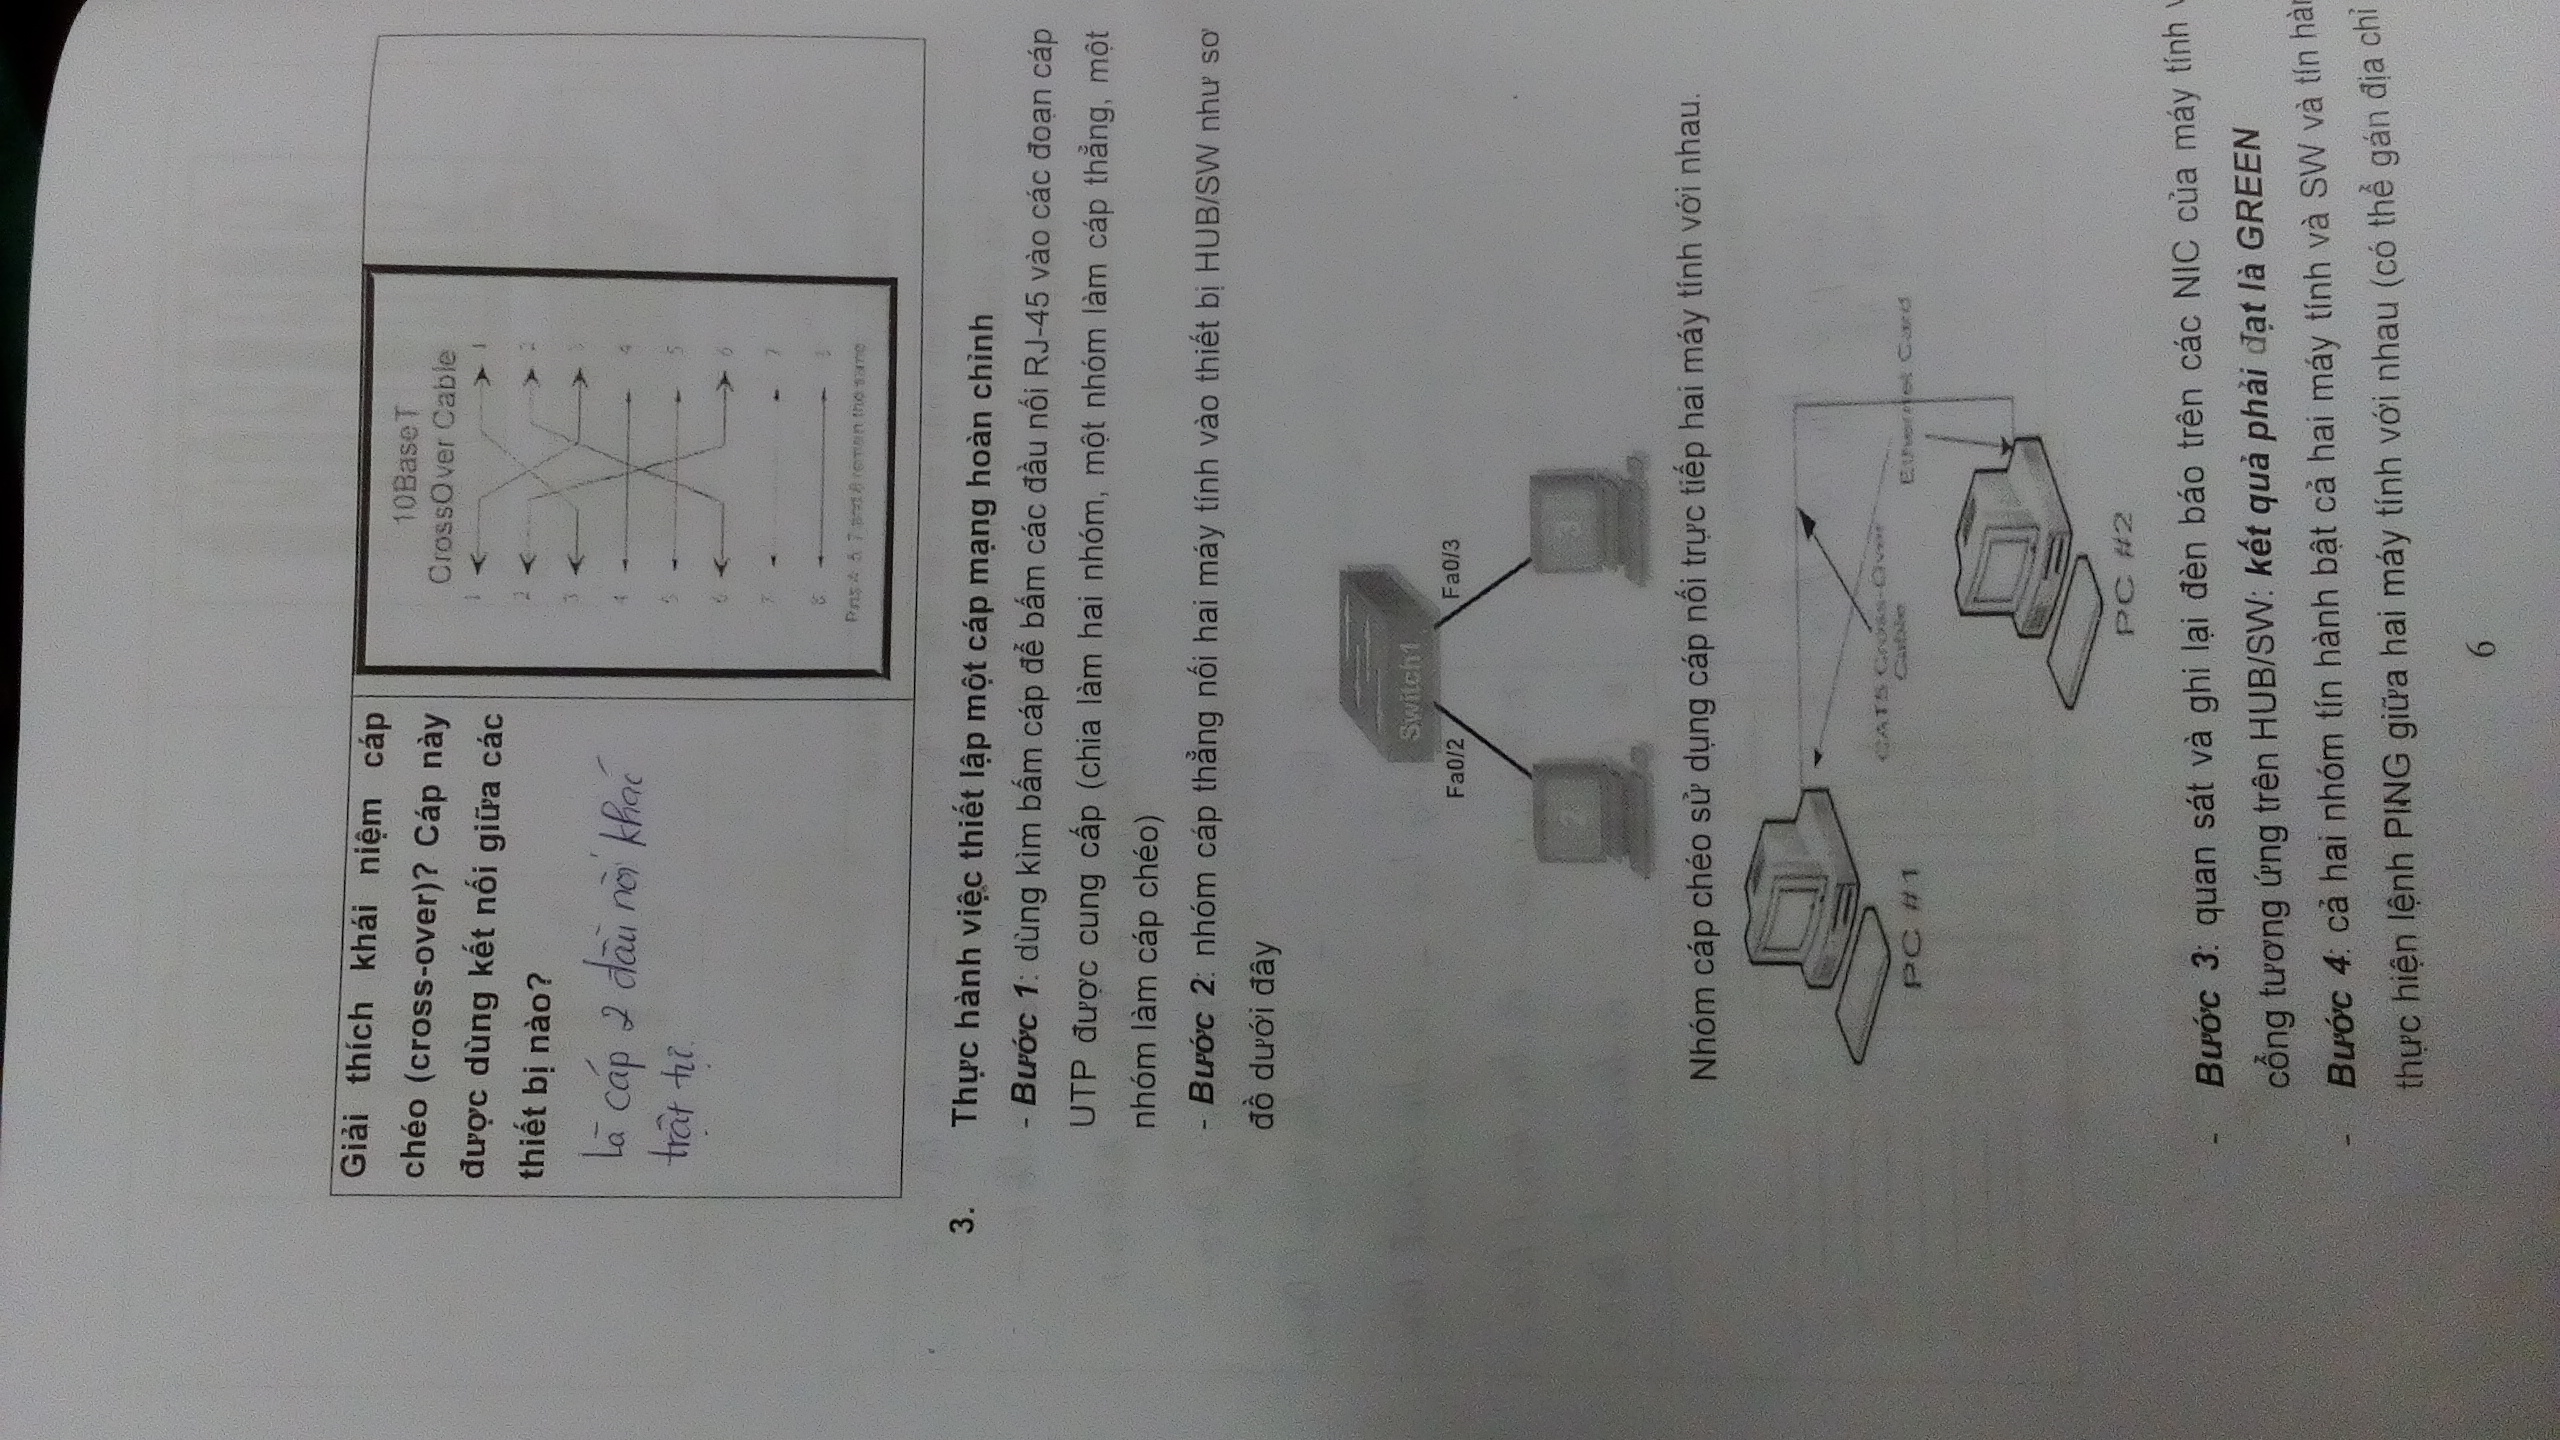 Giải thích khái niệm cáp
chéo (cross-over)? Cáp này
được dùng kết nối giữa các
thiết bị nào?
Là cáp 2 đầu nối khác
trật tự.
10BaseT
CrossOver Cable
1 1
2 2
3 3
4 4
5 5
6 6
7 7
8 8
Pins 4, 5, 7 and 8 remain the same
3. Thực hành việc thiết lập một cáp mạng hoàn chỉnh
- Bước 1: dùng kìm bấm cáp để bấm các đầu nối RJ-45 vào các đoạn cáp
UTP được cung cấp (chia làm hai nhóm, một nhóm làm cáp thẳng, một
nhóm làm cáp chéo)
- Bước 2: nhóm cáp thẳng nối hai máy tính vào thiết bị HUB/SW như sơ
đồ dưới đây
Switch1
Fa0/2 Fa0/3
2 3
Nhóm cáp chéo sử dụng cáp nối trực tiếp hai máy tính với nhau.
CAT5 Cross-Over
Cable
Ethernet Card
PC #1
PC #2
- Bước 3: quan sát và ghi lại đèn báo trên các NIC của máy tính
cổng tương ứng trên HUB/SW: kết quả phải đạt là GREEN
- Bước 4: cả hai nhóm tín hành bật cả hai máy tính và SW và tín
thực hiện lệnh PING giữa hai máy tính với nhau (có thể gán địa chỉ
6